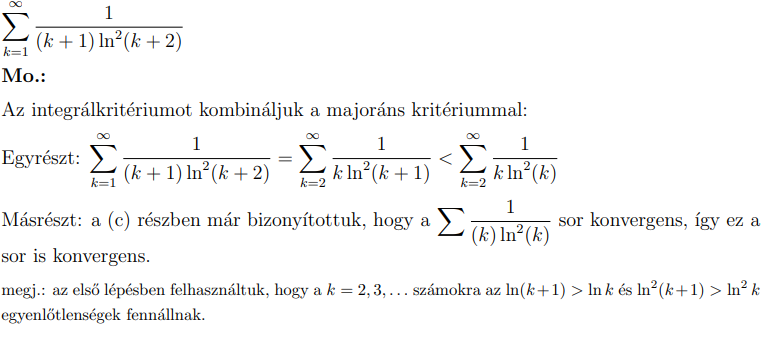 $\sum_{k=1}^{\infty} \frac{1}{(k+1)\ln^2(k+2)}$
Mo.:
Az integrálkritériumot kombináljuk a majoráns kritériummal:
Egyrészt: $\sum_{k=1}^{\infty} \frac{1}{(k+1)\ln^2(k+2)} = \sum_{k=2}^{\infty} \frac{1}{k\ln^2(k+1)} < \sum_{k=2}^{\infty} \frac{1}{k\ln^2(k)}$
Másrészt: a (c) részben már bizonyítottuk, hogy a $\sum \frac{1}{(k)\ln^2(k)}$ sor konvergens, így ez a
sor is konvergens.
megj.: az első lépésben felhasználtuk, hogy a $k = 2, 3, \ldots$ számokra az $\ln(k+1) > \ln k$ és $\ln^2(k+1) > \ln^2 k$
egyenlőtlenségek fennállnak.